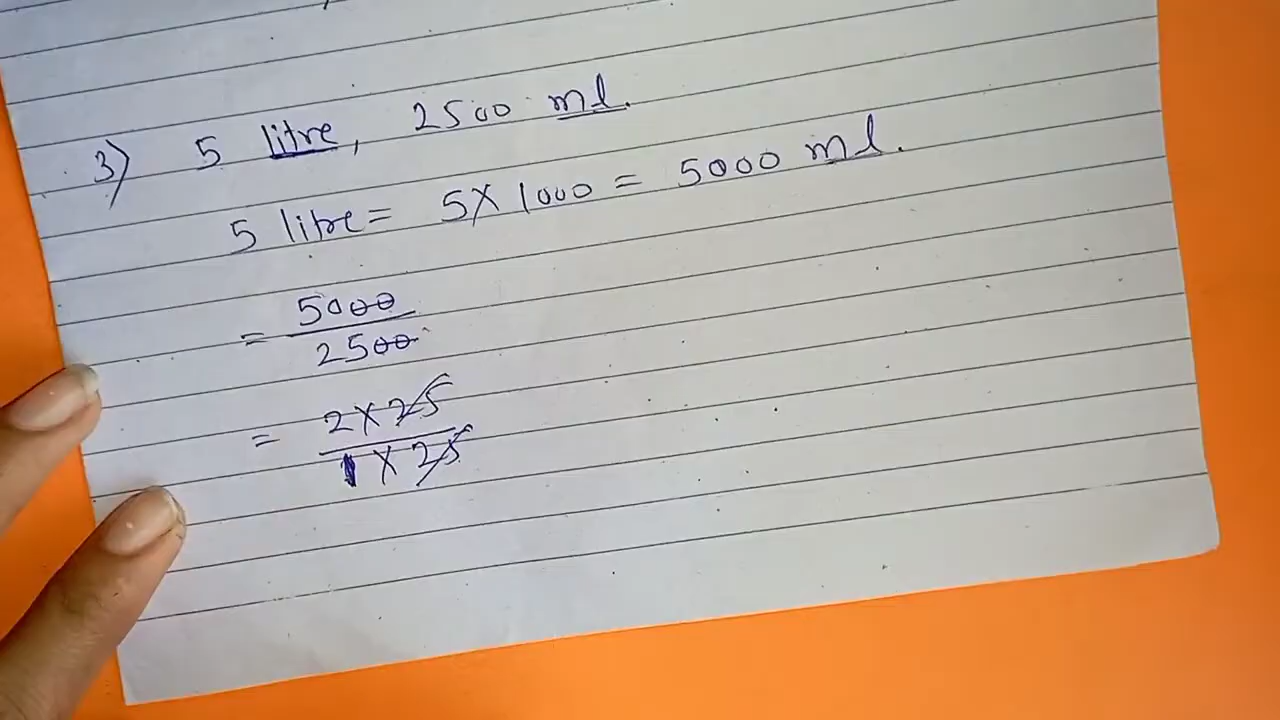 3) 5 litre, 2500 ml.
5 litre = 5 X 1000 = 5000 ml.
= 5000
2500
= 2 X 25
1 X 25